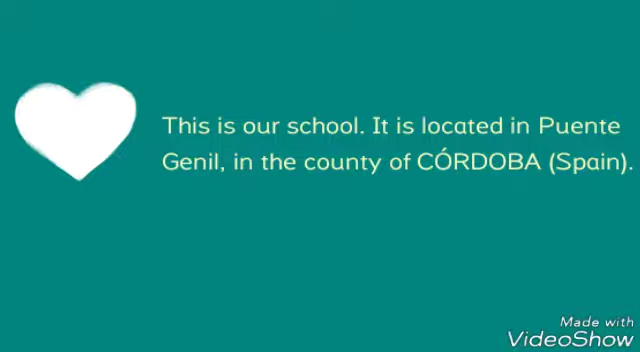 This is our school. It is located in Puente
Genil, in the county of CÓRDOBA (Spain).
Made with
VideoShow